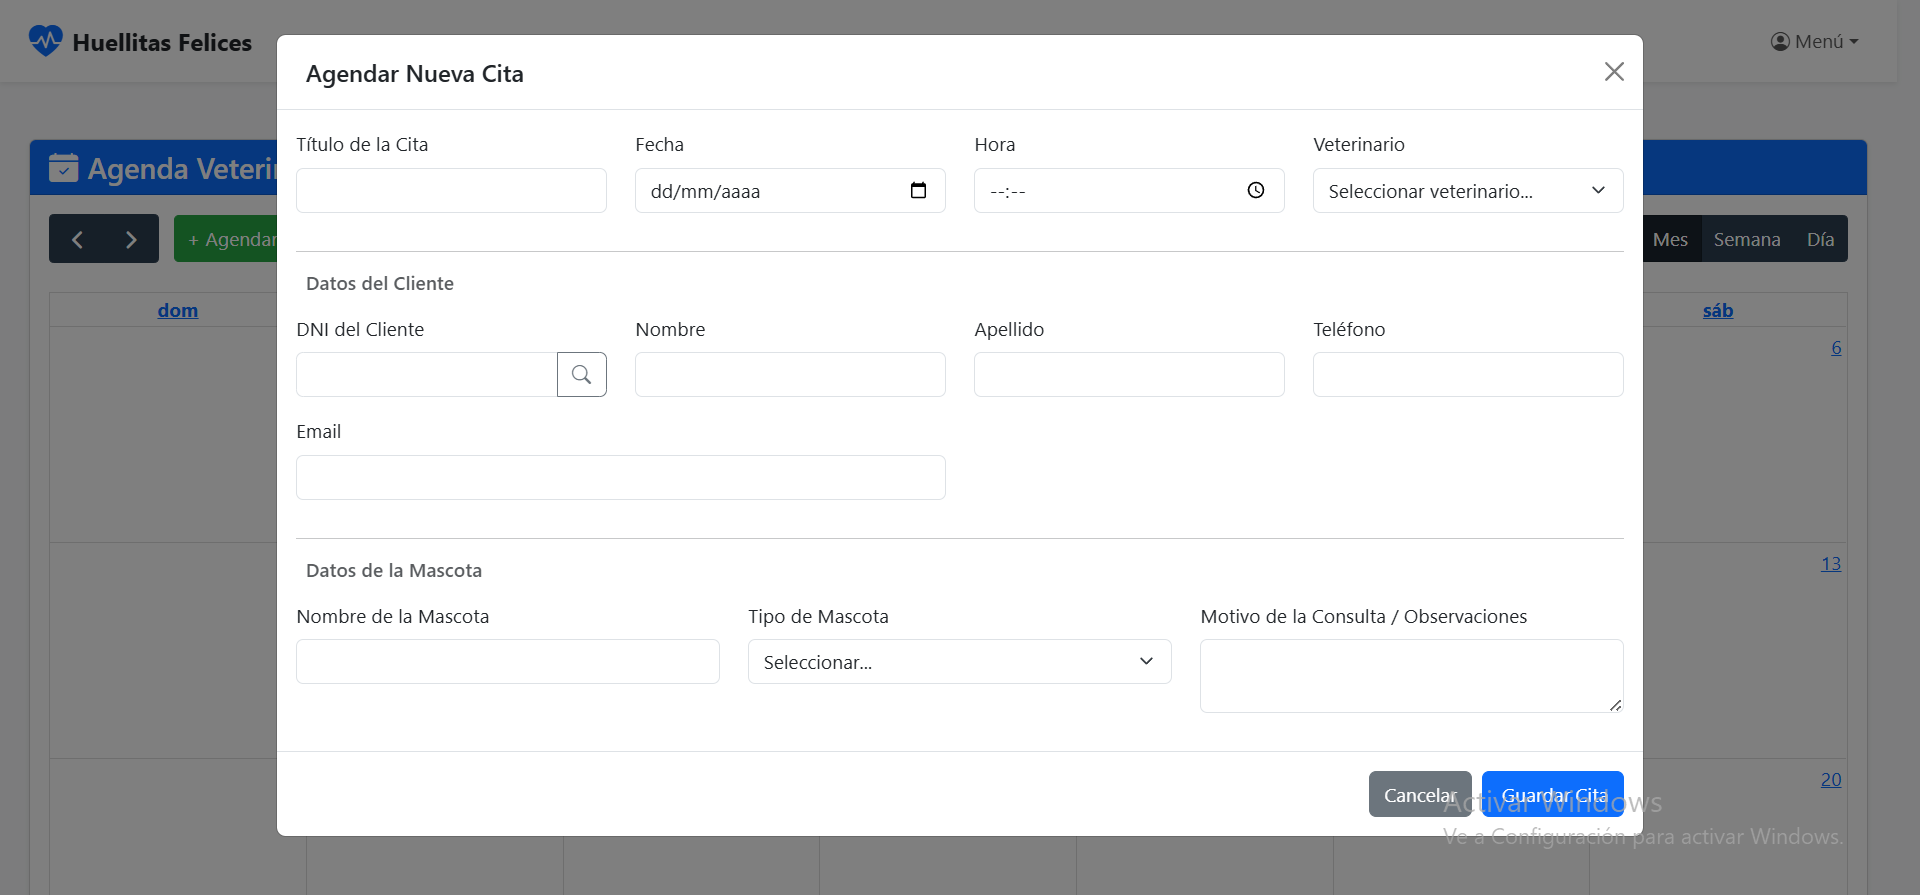 Huellitas Felices
Menú
Agendar Nueva Cita
Agenda Veteri
Título de la Cita
Fecha
Hora
Veterinario
dd/mm/aaaa
--:--
Seleccionar veterinario...
+ Agendar
Mes
Semana
Día
Datos del Cliente
dom
sáb
DNI del Cliente
Nombre
Apellido
Teléfono
6
Email
13
Datos de la Mascota
Nombre de la Mascota
Tipo de Mascota
Motivo de la Consulta / Observaciones
Seleccionar...
20
Cancelar
Guardar Cita
Activar Windows
Ve a Configuración para activar Windows.